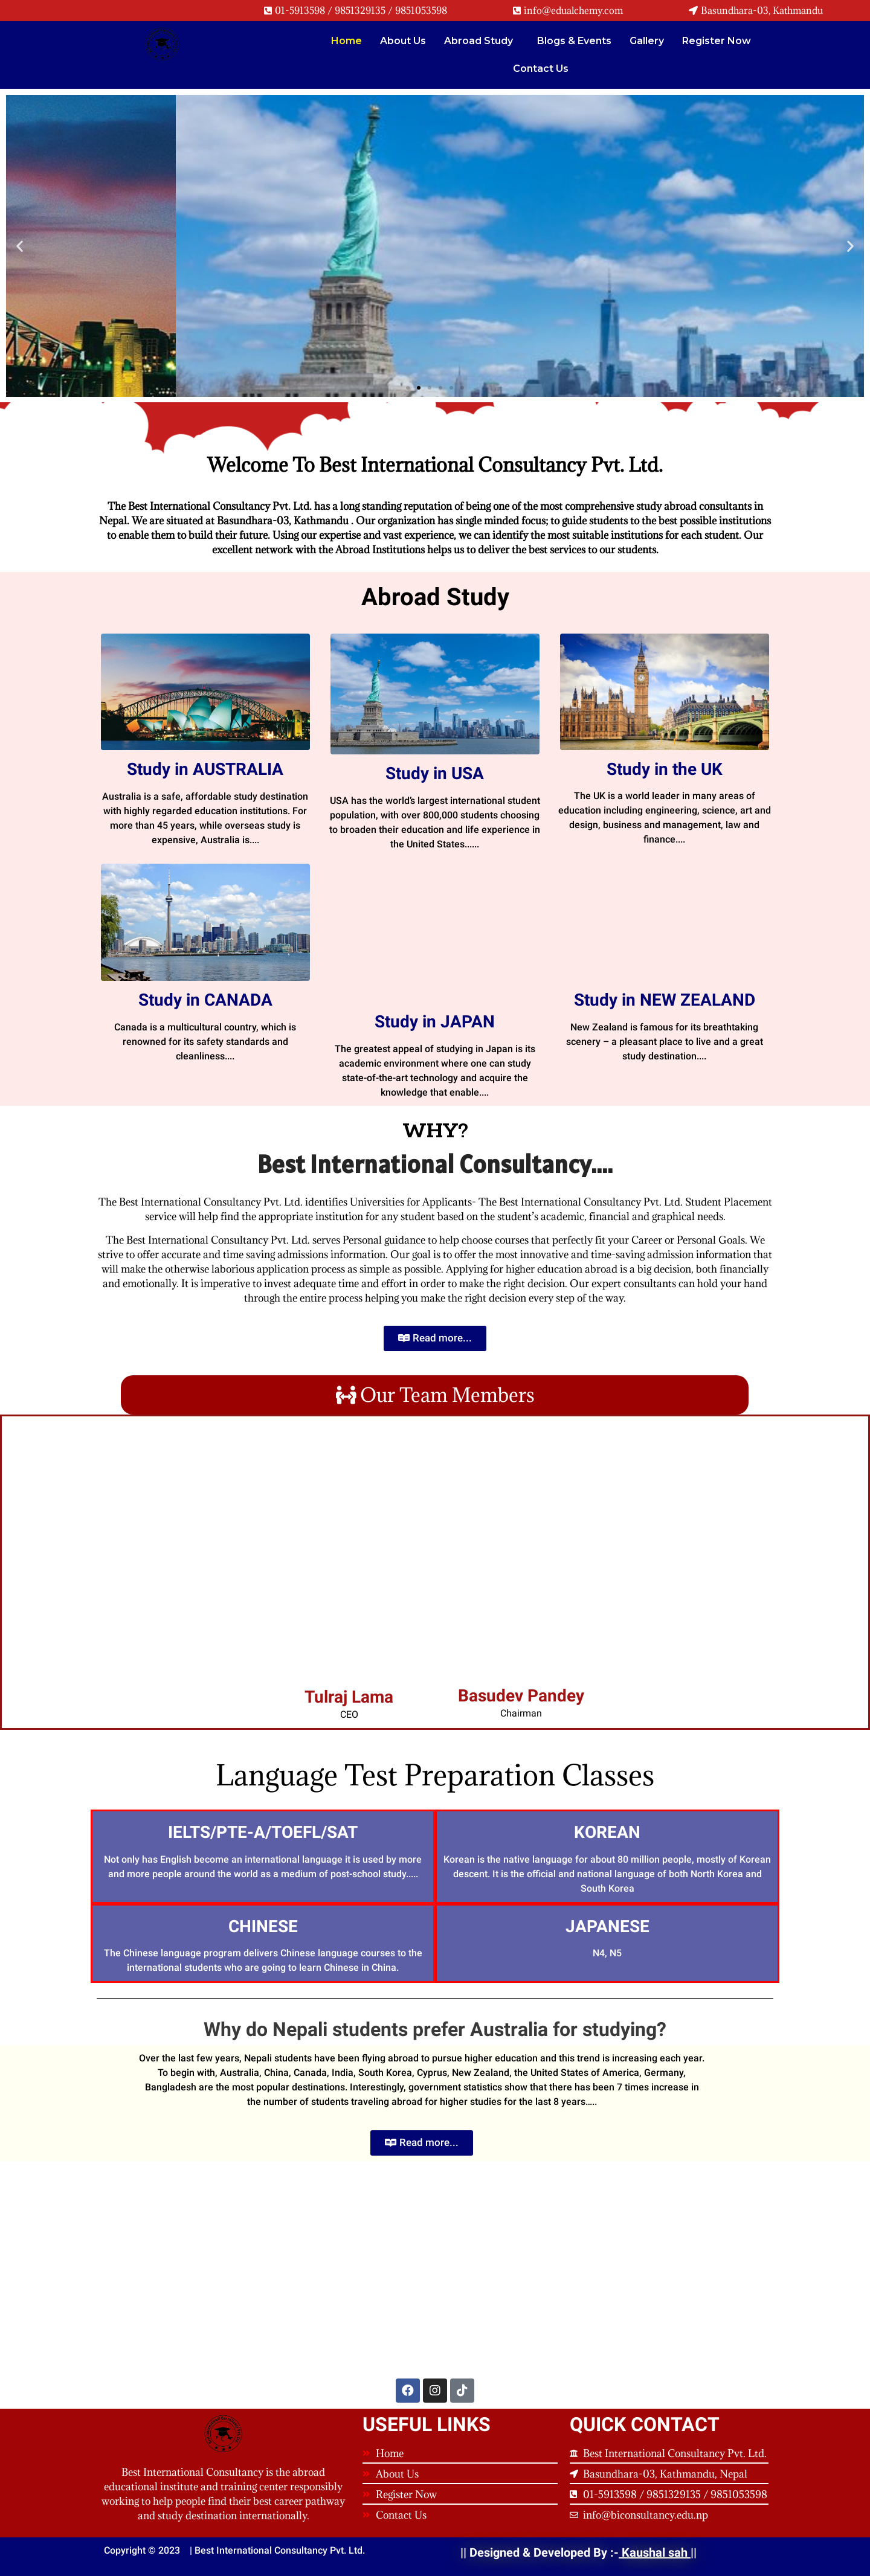 01-5913598 / 9851329135 / 9851053598
info@edualchemy.com
Basundhara-03, Kathmandu
Home
About Us
Abroad Study
Blogs & Events
Gallery
Register Now
Contact Us
Welcome To Best International Consultancy Pvt. Ltd.
The Best International Consultancy Pvt. Ltd. has a long standing reputation of being one of the most comprehensive study abroad consultants in
Nepal. We are situated at Basundhara-03, Kathmandu . Our organization has single minded focus; to guide students to the best possible institutions
to enable them to build their future. Using our expertise and vast experience, we can identify the most suitable institutions for each student. Our
excellent network with the Abroad Institutions helps us to deliver the best services to our students.
Abroad Study
Study in AUSTRALIA
Australia is a safe, affordable study destination
with highly regarded education institutions. For
more than 45 years, while overseas study is
expensive, Australia is....
Study in USA
USA has the world's largest international student
population, with over 800,000 students choosing
to broaden their education and life experience in
the United States......
Study in the UK
The UK is a world leader in many areas of
education including engineering, science, art and
design, business and management, law and
finance....
Study in CANADA
Canada is a multicultural country, which is
renowned for its safety standards and
cleanliness....
Study in JAPAN
The greatest appeal of studying in Japan is its
academic environment where one can study
state-of-the-art technology and acquire the
knowledge that enable....
Study in NEW ZEALAND
New Zealand is famous for its breathtaking
scenery – a pleasant place to live and a great
study destination....
WHY?
Best International Consultancy....
The Best International Consultancy Pvt. Ltd. identifies Universities for Applicants- The Best International Consultancy Pvt. Ltd. Student Placement
service will help find the appropriate institution for any student based on the student's academic, financial and graphical needs.
The Best International Consultancy Pvt. Ltd. serves Personal guidance to help choose courses that perfectly fit your Career or Personal Goals. We
strive to offer accurate and time saving admissions information. Our goal is to offer the most innovative and time-saving admission information that
will make the otherwise laborious application process as simple as possible. Applying for higher education abroad is a big decision, both financially
and emotionally. It is imperative to invest adequate time and effort in order to make the right decision. Our expert consultants can hold your hand
through the entire process helping you make the right decision every step of the way.
Read more...
Our Team Members
Tulraj Lama
CEO
Basudev Pandey
Chairman
Language Test Preparation Classes
IELTS/PTE-A/TOEFL/SAT
Not only has English become an international language it is used by more
and more people around the world as a medium of post-school study.....
KOREAN
Korean is the native language for about 80 million people, mostly of Korean
descent. It is the official and national language of both North Korea and
South Korea
CHINESE
The Chinese language program delivers Chinese language courses to the
international students who are going to learn Chinese in China.
JAPANESE
N4, N5
Why do Nepali students prefer Australia for studying?
Over the last few years, Nepali students have been flying abroad to pursue higher education and this trend is increasing each year.
To begin with, Australia, China, Canada, India, South Korea, Cyprus, New Zealand, the United States of America, Germany,
Bangladesh are the most popular destinations. Interestingly, government statistics show that there has been 7 times increase in
the number of students traveling abroad for higher studies for the last 8 years.....
Read more...
Best International Consultancy is the abroad
educational institute and training center responsibly
working to help people find their best career pathway
and study destination internationally.
USEFUL LINKS
Home
About Us
Register Now
Contact Us
QUICK CONTACT
Best International Consultancy Pvt. Ltd.
Basundhara-03, Kathmandu, Nepal
01-5913598 / 9851329135 / 9851053598
info@biconsultancy.edu.np
Copyright © 2023 | Best International Consultancy Pvt. Ltd.
|| Designed & Developed By :- Kaushal sah ||